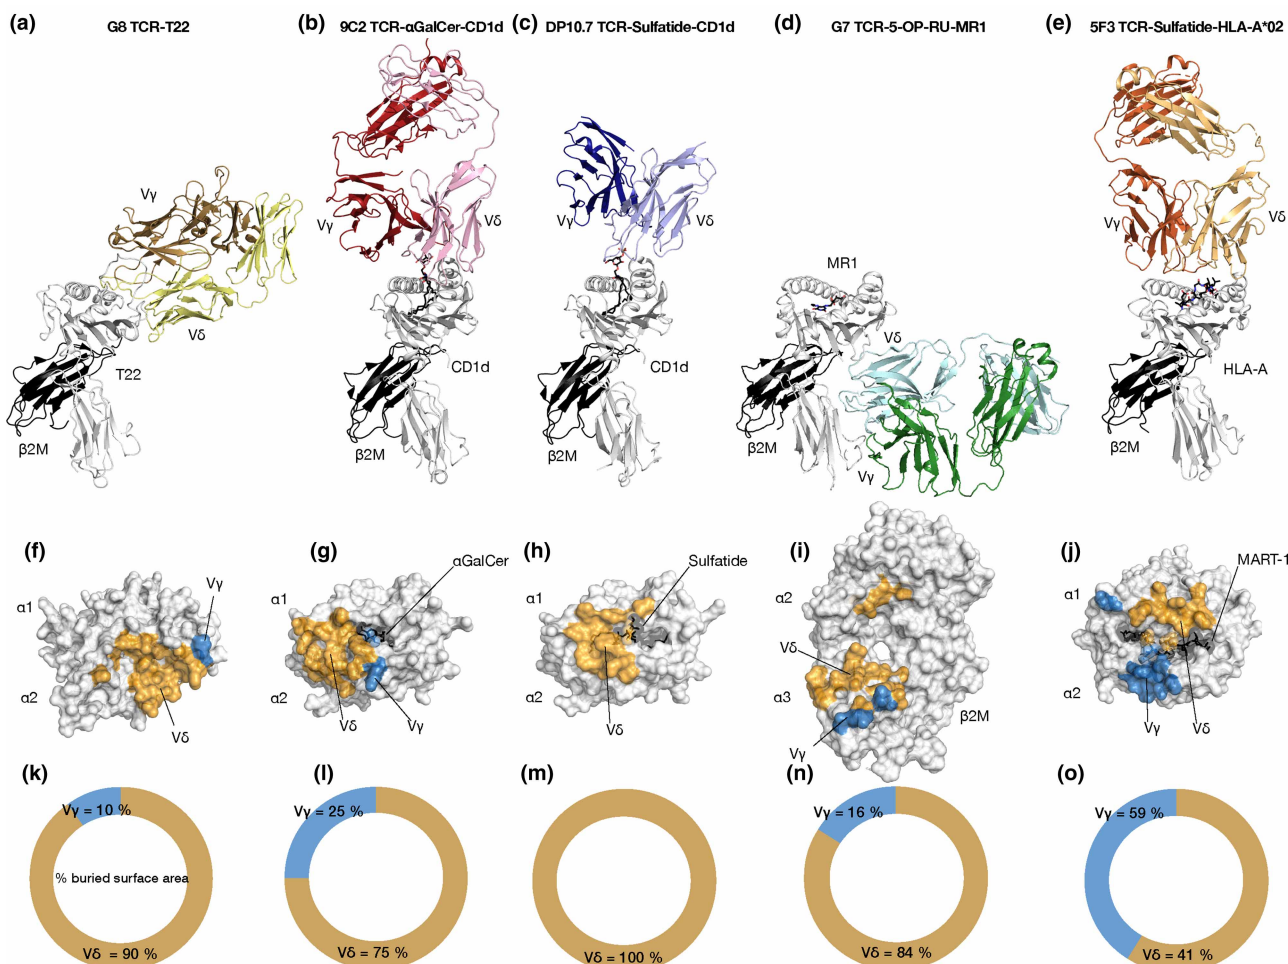 (a) G8 TCR-T22
(b) 9C2 TCR-αGalCer-CD1d
(c) DP10.7 TCR-Sulfatide-CD1d
(d) G7 TCR-5-OP-RU-MR1
(e) 5F3 TCR-Sulfatide-HLA-A*02
Vγ
Vδ
T22
β2M
Vγ
Vδ
CD1d
β2M
Vγ
Vδ
CD1d
β2M
MR1
Vδ
β2M
Vγ
Vγ
Vδ
HLA-A
β2M
(f)
Vγ
α1
α2
Vδ
(g)
αGalCer
α1
α2
Vδ
Vγ
(h)
Sulfatide
α1
α2
Vδ
(i)
α2
Vδ
α3
β2M
Vγ
(j)
MART-1
α1
α2
Vγ
Vδ
(k)
Vγ = 10 %
% buried surface area
Vδ = 90 %
(l)
Vγ = 25 %
Vδ = 75 %
(m)
Vδ = 100 %
(n)
Vγ = 16 %
Vδ = 84 %
(o)
Vγ = 59 %
Vδ = 41 %